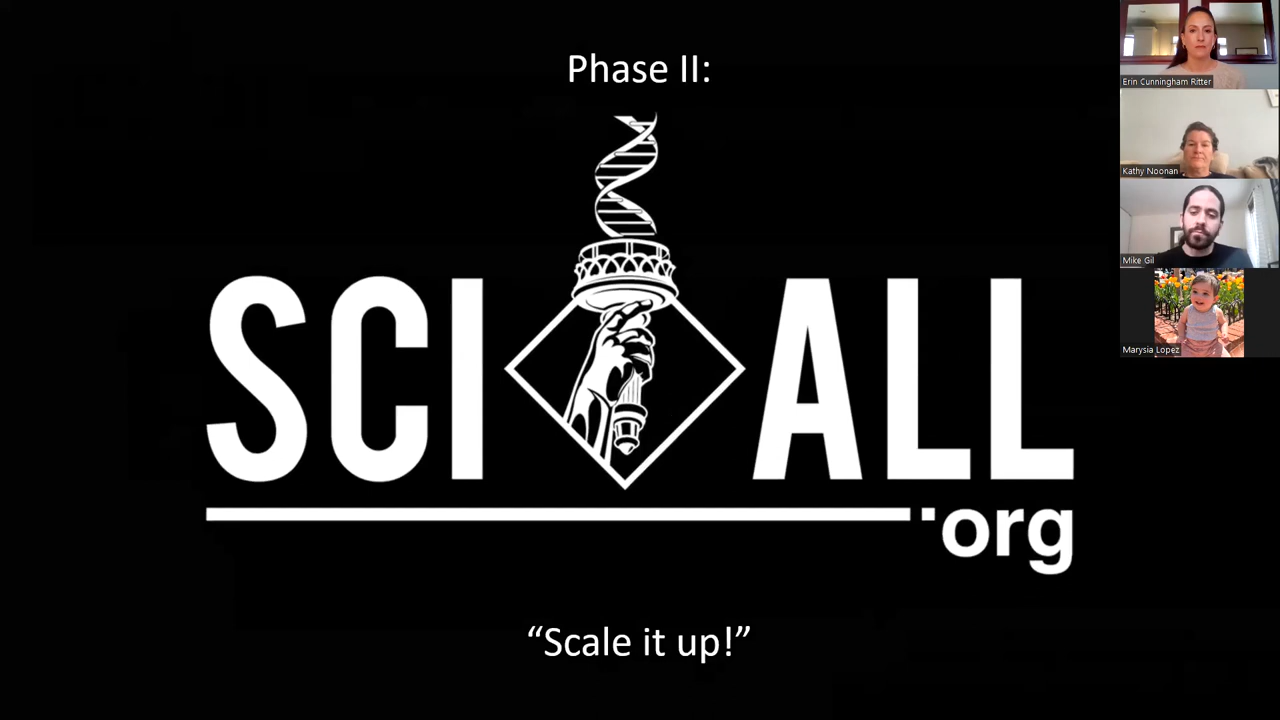 Phase II:
SCI ALL
.org
“Scale it up!”
Erin Cunningham Ritter
Kathy Noonan
Mike Gil
Marysia Lopez